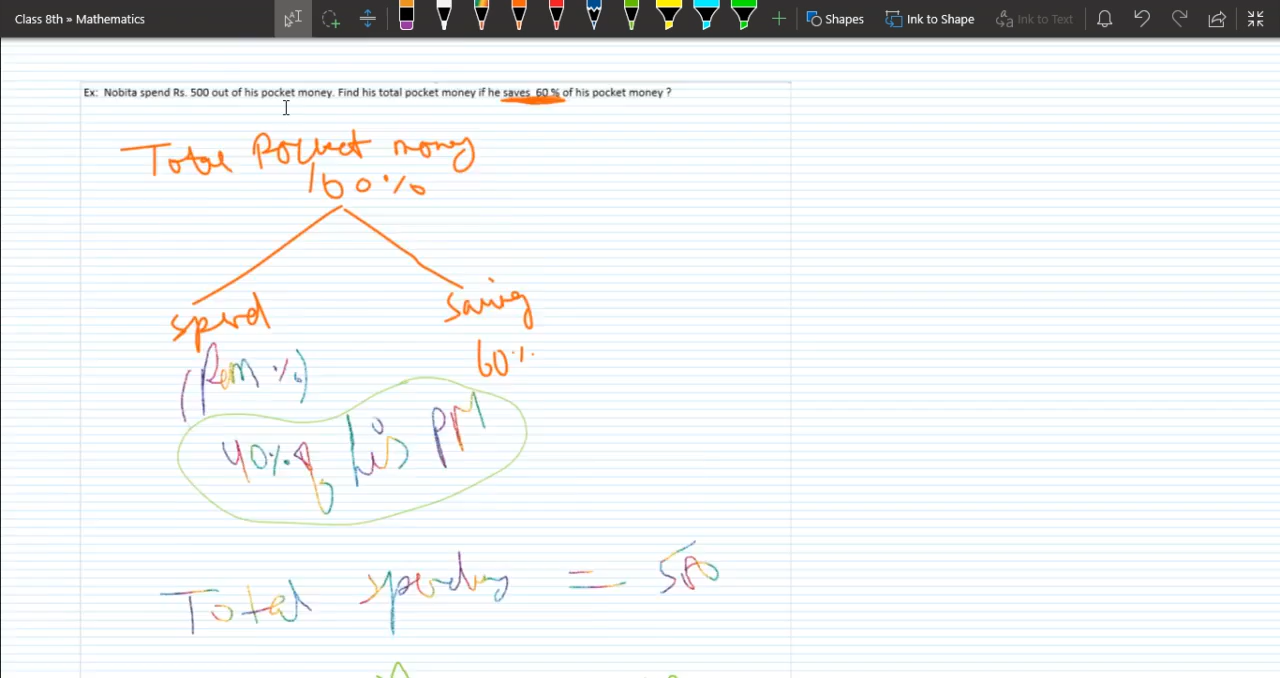 Class 8th » Mathematics
Shapes
Ink to Shape
Ink to Text
Ex: Nobita spend Rs. 500 out of his pocket money. Find his total pocket money if he saves 60 % of his pocket money ?
Total Pocket money
100%
spend
Saving
(Rem %)
60%
40% of his PM
Total spending = 500